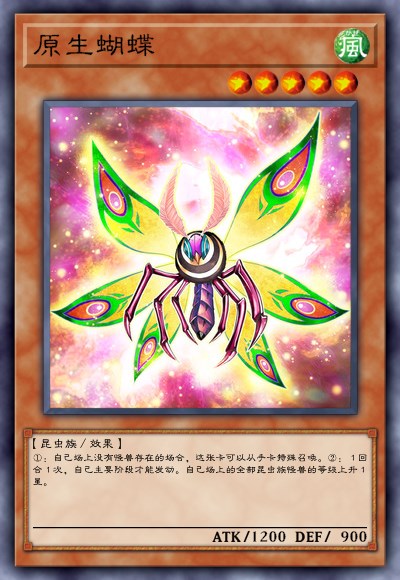 原生蝴蝶
風
【昆虫族／效果】
①：自己场上没有怪兽存在的场合，这张卡可以从手卡特殊召唤。②：1回
合1次，自己主要阶段才能发动。自己场上的全部昆虫族怪兽的等级上升1
星。
ATK/1200 DEF/ 900